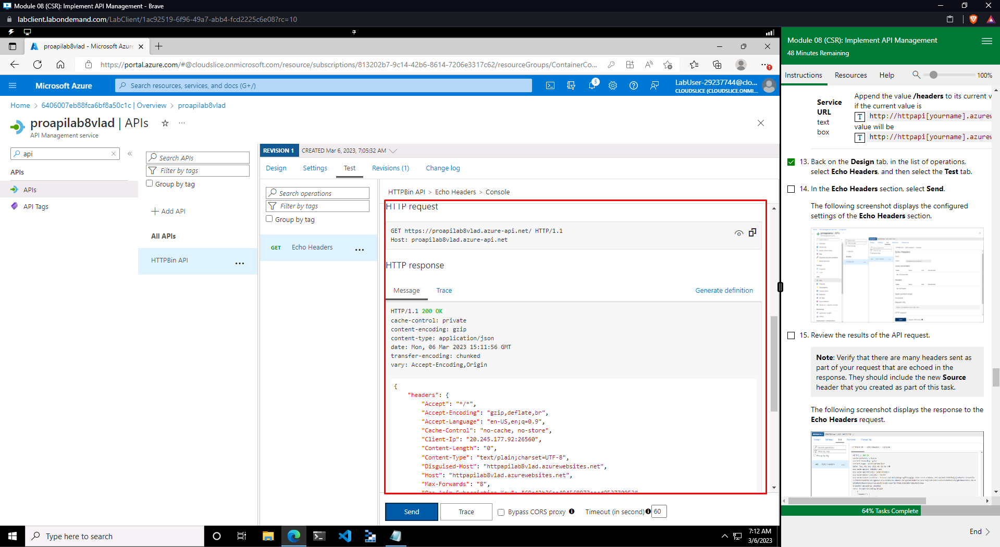 Module 08 (CSR): Implement API Management - Brave
labclient.labondemand.com/LabClient/1ac92519-6f96-49a7-abb4-fcd2225c6e08?rc=10
proapilab8vlad - Microsoft Azure
https://portal.azure.com/#@cloudslice.onmicrosoft.com/resource/subscriptions/813202b7-9c14-42b6-8614-7206e3317c62/resourceGroups/ContainerCo...
Microsoft Azure
Search resources, services, and docs (G+/)
5
LabUser-29237744@clo...
CLOUDSLICE (CLOUDSLICE.ONMI...
Home > 6406007eb88fca6bf8a50c1c | Overview > proapilab8vlad
proapilab8vlad | APIs
API Management service
api
APIs
APIs
API Tags
Search APIs
Filter by tags
Group by tag
Add API
All APIs
HTTPBin API
REVISION 1 CREATED Mar 6, 2023, 7:05:32 AM
Design Settings Test Revisions (1) Change log
Search operations
Filter by tags
Group by tag
GET Echo Headers
HTTPBin API > Echo Headers > Console
HTTP request
GET https://proapilab8vlad.azure-api.net/ HTTP/1.1
Host: proapilab8vlad.azure-api.net
HTTP response
Message Trace Generate definition
HTTP/1.1 200 OK
cache-control: private
content-encoding: gzip
content-type: application/json
date: Mon, 06 Mar 2023 15:11:56 GMT
transfer-encoding: chunked
vary: Accept-Encoding,Origin
{
"headers": {
"Accept": "*/*",
"Accept-Encoding": "gzip,deflate,br",
"Accept-Language": "en-US,en;q=0.9",
"Cache-Control": "no-cache, no-store",
"Client-Ip": "20.245.177.92:26560",
"Content-Length": "0",
"Content-Type": "text/plain;charset=UTF-8",
"Disguised-Host": "httpapilab8vlad.azurewebsites.net",
"Host": "httpapilab8vlad.azurewebsites.net",
"Max-Forwards": "8",
Send Trace Bypass CORS proxy Timeout (in second) 60
Type here to search
7:12 AM
3/6/2023
Module 08 (CSR): Implement API Management
48 Minutes Remaining
Instructions Resources Help 100%
Service URL text box
Append the value /headers to its current v
if the current value is
T http://httpapi[yourname].azurew
value will be
T http://httpapi[yourname].azurew
13. Back on the Design tab, in the list of operations,
select Echo Headers, and then select the Test tab.
14. In the Echo Headers section, select Send.
The following screenshot displays the configured
settings of the Echo Headers section.
15. Review the results of the API request.
Note: Verify that there are many headers sent as
part of your request that are echoed in the
response. They should include the new Source
header that you created as part of this task.
The following screenshot displays the response to the
Echo Headers request.
64% Tasks Complete
End